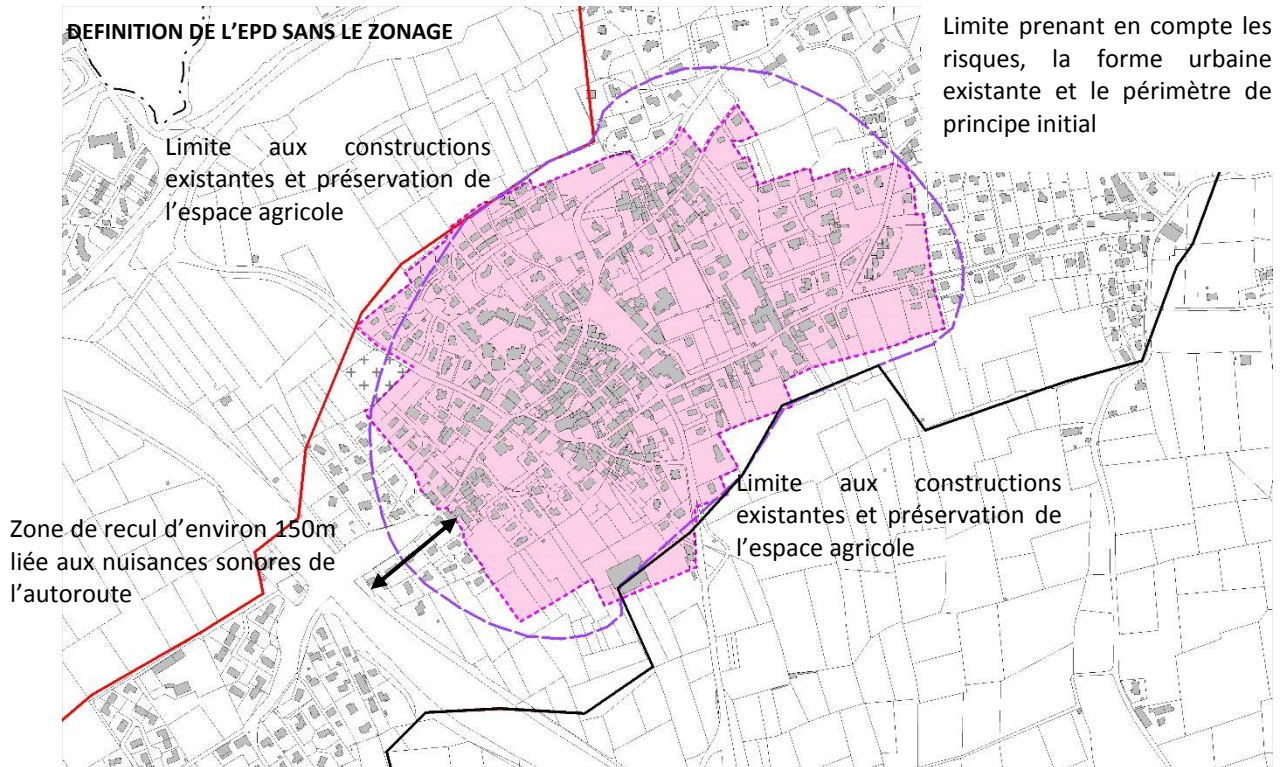 DEFINITION DE L'EPD SANS LE ZONAGE
Limite prenant en compte les
risques, la forme urbaine
existante et le périmètre de
principe initial
Limite aux constructions
existantes et préservation de
l'espace agricole
Limite aux constructions
existantes et préservation de
l'espace agricole
Zone de recul d'environ 150m
liée aux nuisances sonores de
l'autoroute